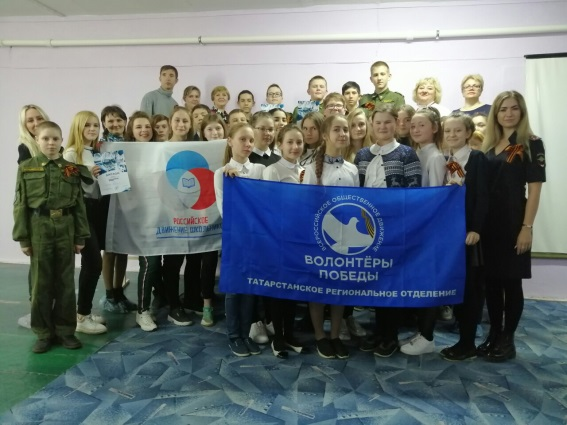 РОССИЙСКОЕ
ДВИЖЕНИЕ ШКОЛЬНИКОВ
ВСЕРОССИЙСКОЕ ОБЩЕСТВЕННОЕ ДВИЖЕНИЕ
ВОЛОНТЁРЫ
ПОБЕДЫ
ТАТАРСТАНСКОЕ РЕГИОНАЛЬНОЕ ОТДЕЛЕНИЕ